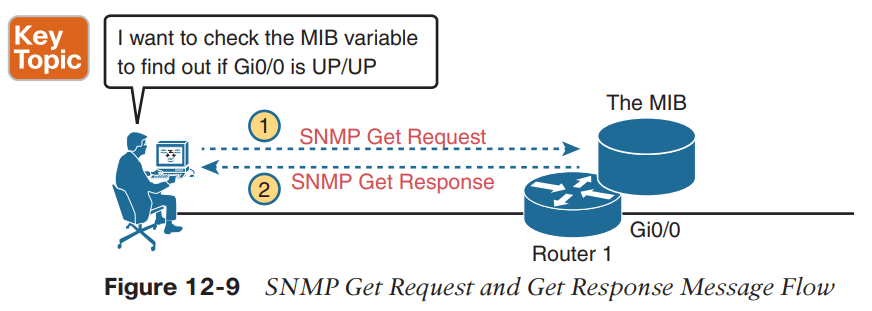 Key
Topic
I want to check the MIB variable
to find out if Gi0/0 is UP/UP
The MIB
1
SNMP Get Request
2
SNMP Get Response
Gi0/0
Router 1
Figure 12-9 SNMP Get Request and Get Response Message Flow